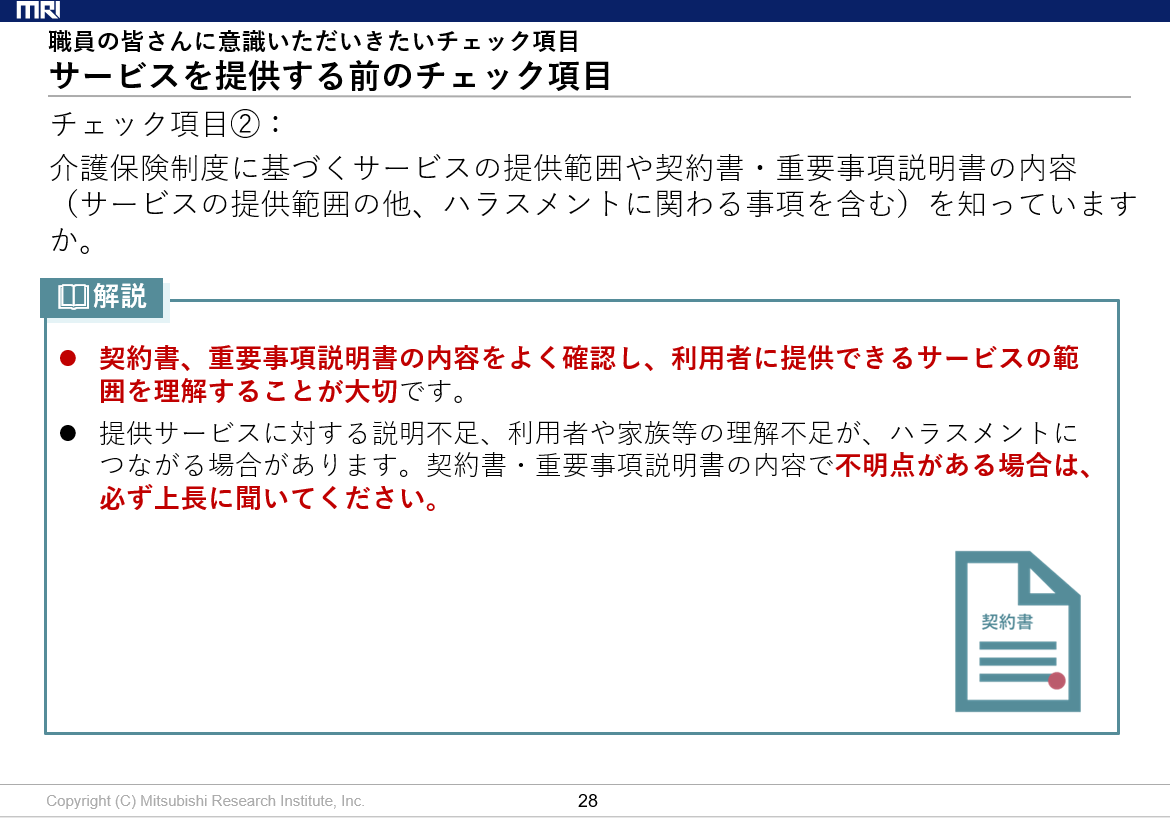 MRI
職員の皆さんに意識いただいきたいチェック項目
サービスを提供する前のチェック項目
チェック項目②：
介護保険制度に基づくサービスの提供範囲や契約書・重要事項説明書の内容
（サービスの提供範囲の他、ハラスメントに関わる事項を含む）を知っています
か。
解説
● 契約書、重要事項説明書の内容をよく確認し、利用者に提供できるサービスの範
囲を理解することが大切です。
● 提供サービスに対する説明不足、利用者や家族等の理解不足が、ハラスメントに
つながる場合があります。契約書・重要事項説明書の内容で不明点がある場合は、
必ず上長に聞いてください。
契約書
Copyright (C) Mitsubishi Research Institute, Inc.
28